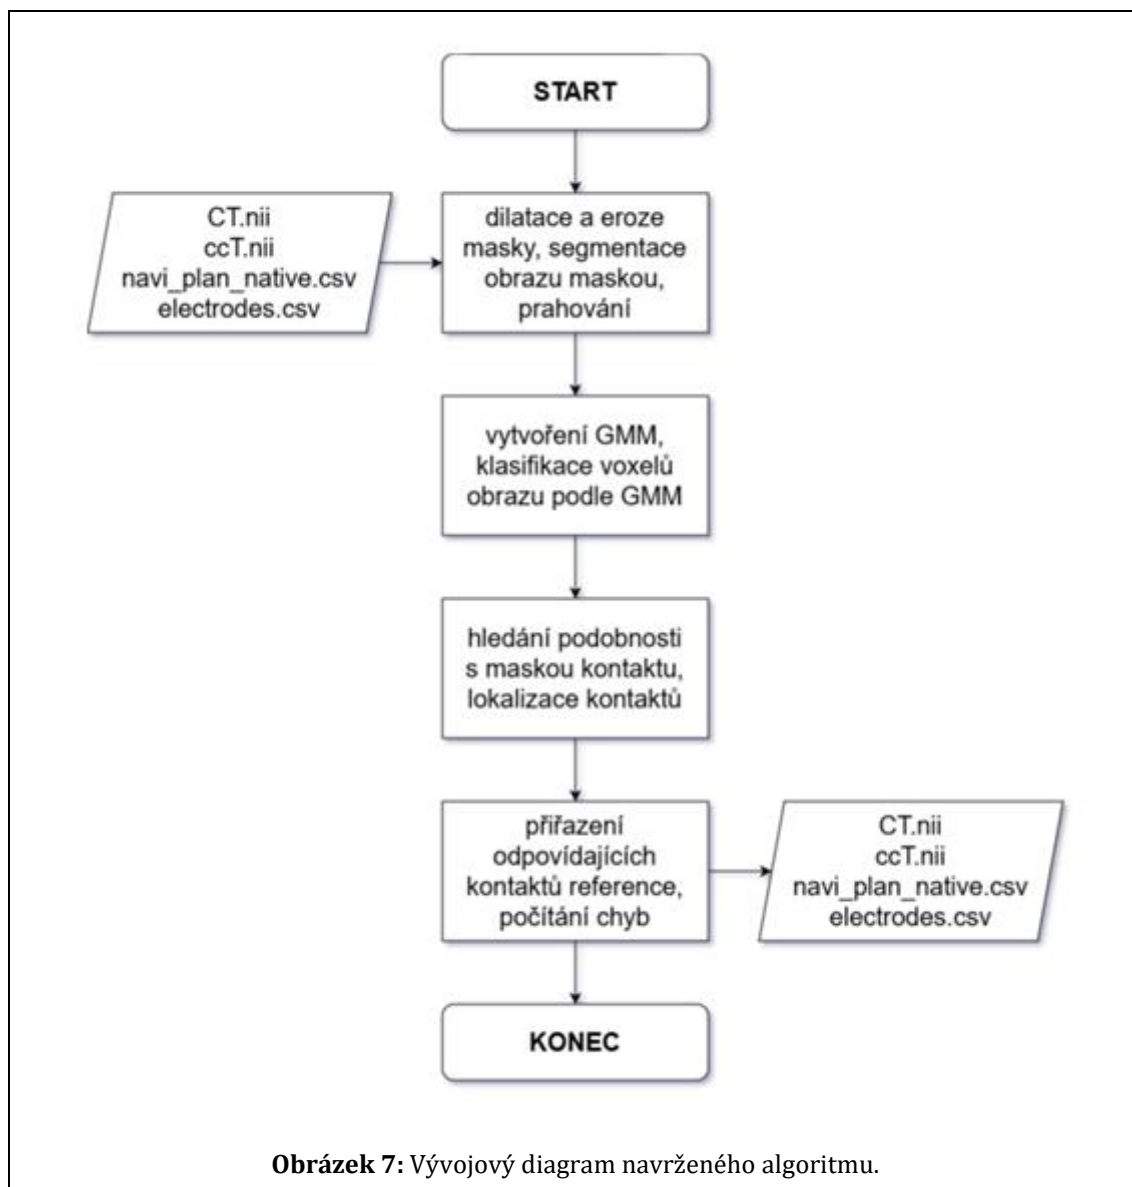 START
CT.nii
ccT.nii
navi_plan_native.csv
electrodes.csv
dilatace a eroze
masky, segmentace
obrazu maskou,
prahování
vytvoření GMM,
klasifikace voxelů
obrazu podle GMM
hledání podobnosti
s maskou kontaktu,
lokalizace kontaktů
přiřazení
odpovídajících
kontaktů reference,
počítání chyb
CT.nii
ccT.nii
navi_plan_native.csv
electrodes.csv
KONEC
Obrázek 7: Vývojový diagram navrženého algoritmu.